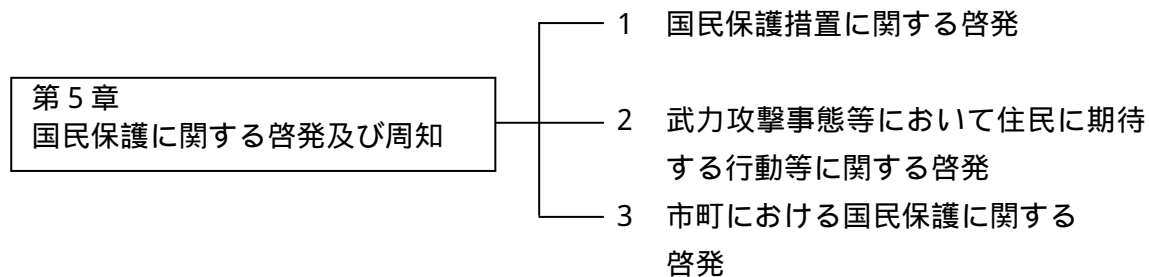 第５章
国民保護に関する啓発及び周知
1 国民保護措置に関する啓発
2 武力攻撃事態等において住民に期待
する行動等に関する啓発
3 市町における国民保護に関する
啓発